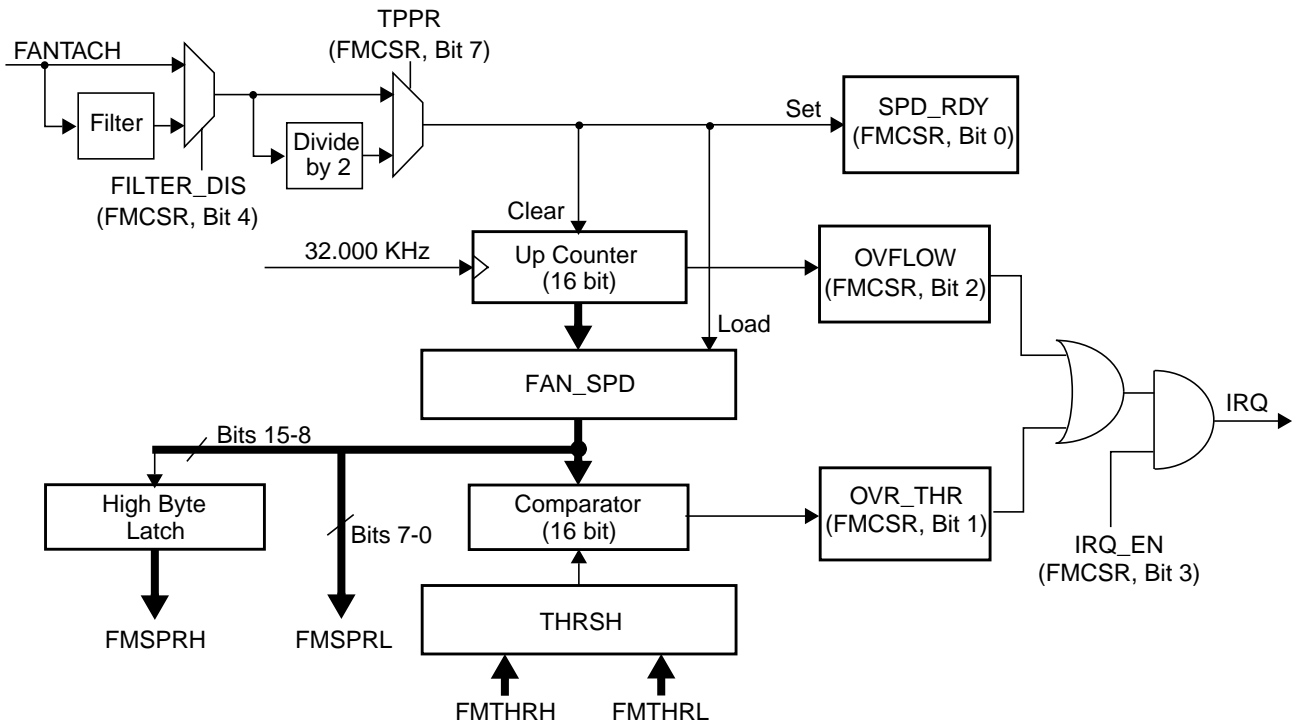 TPPR
(FMCSR, Bit 7)
FANTACH
Filter
Divide
by 2
FILTER_DIS
(FMCSR, Bit 4)
Set
SPD_RDY
(FMCSR, Bit 0)
Clear
32.000 KHz
Up Counter
(16 bit)
OVFLOW
(FMCSR, Bit 2)
Load
FAN_SPD
IRQ
Bits 15-8
High Byte
Latch
Bits 7-0
Comparator
(16 bit)
OVR_THR
(FMCSR, Bit 1)
IRQ_EN
(FMCSR, Bit 3)
THRSH
FMSPRH
FMSPRL
FMTHRH
FMTHRL